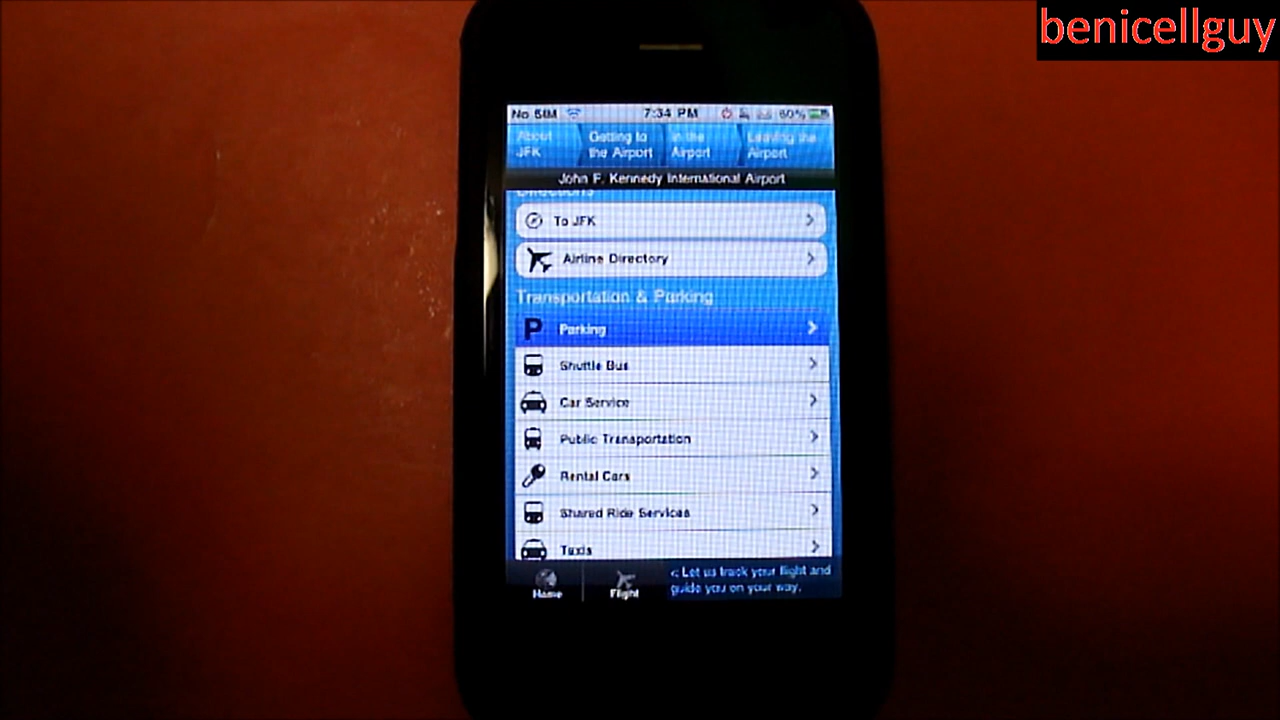 benicellguy
No SIM 7:34 PM 60%
About JFK
Getting to the Airport
In the Airport
Leaving the Airport
John F. Kennedy International Airport
Directions
To JFK
Airline Directory
Transportation & Parking
P Parking
Shuttle Bus
Car Service
Public Transportation
Rental Cars
Shared Ride Services
Taxis
Home
Flight
< Let us track your flight and
guide you on your way.